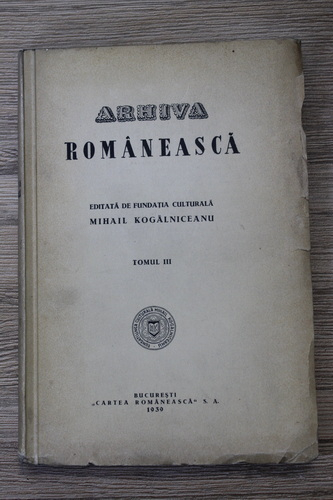 ARHIVA
ROMÂNEASCĂ
EDITATĂ DE FUNDAȚIA CULTURALĂ
MIHAIL KOGĂLNICEANU
TOMUL III
BUCUREȘTI
„CARTEA ROMÂNEASCĂ" S. A.
1939